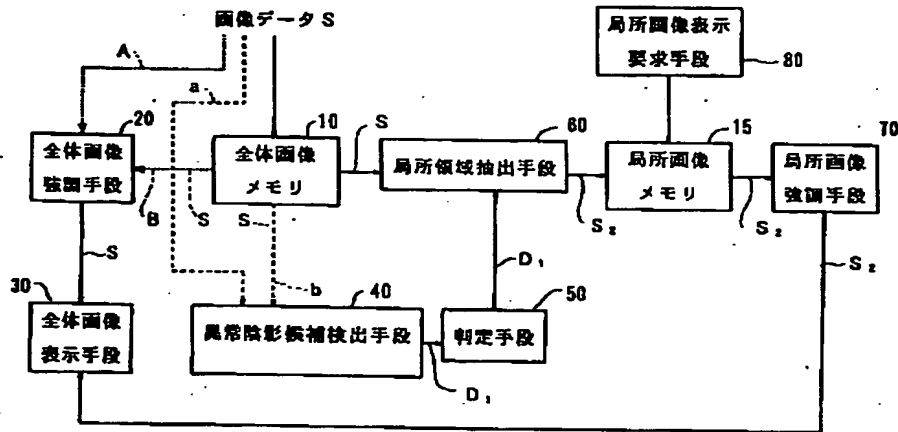 画像データS
局所画像表示
要求手段
80
A
a
20
10
60
15
70
全体画像
強調手段
全体画像
メモリ
S
局所領域抽出手段
局所画像
メモリ
局所画像
強調手段
B
S
S
S₂
S₂
S
D₁
S₂
30
全体画像
表示手段
b
40
異常陰影候補検出手段
50
判定手段
D₁